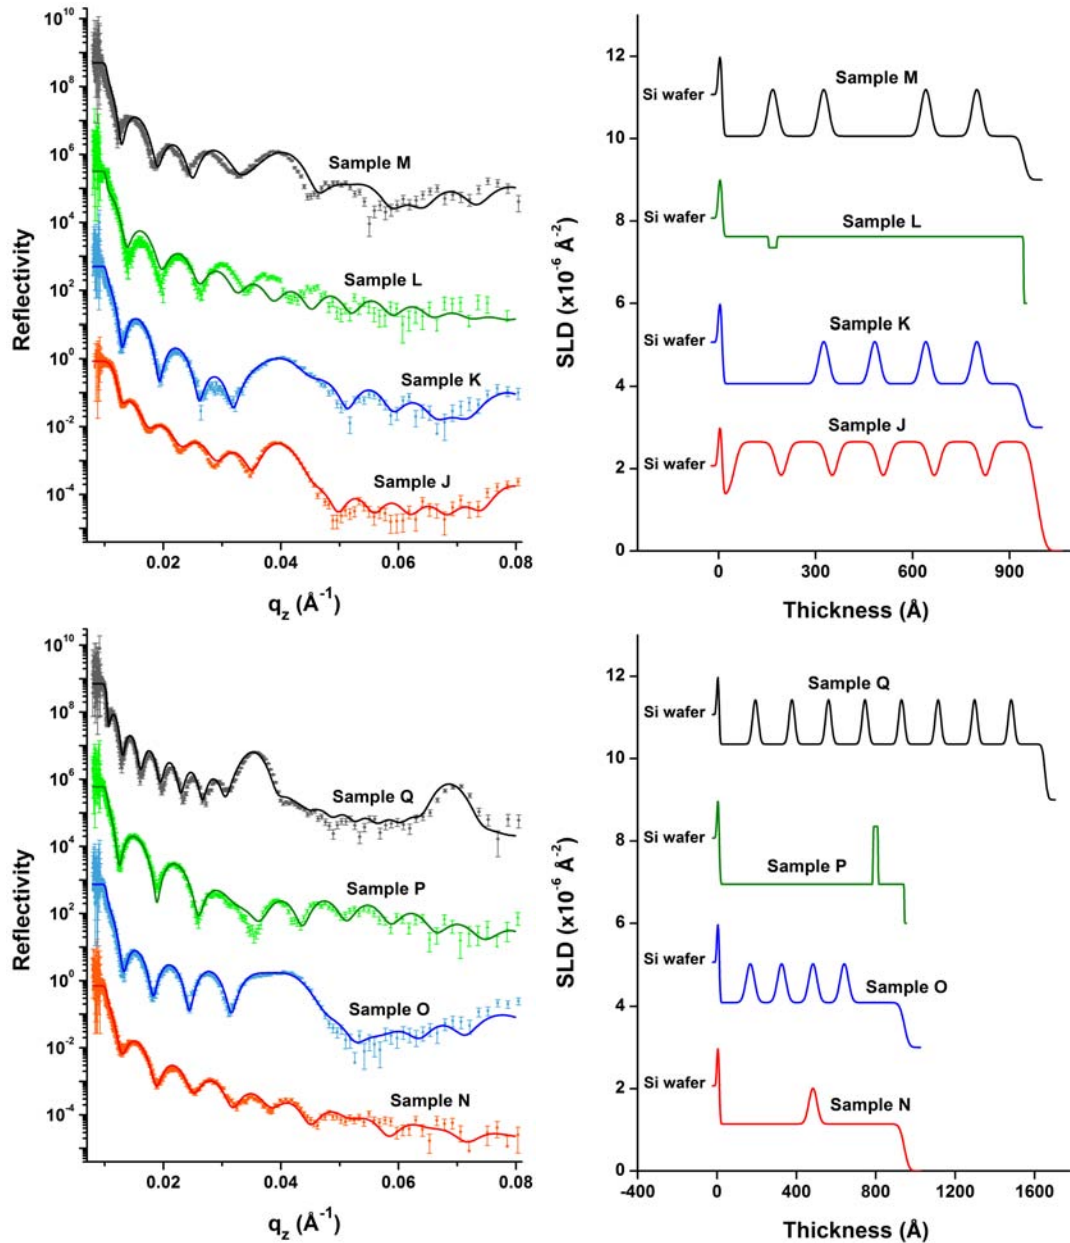 10^10
10^8
10^6
10^4
10^2
10^0
10^-2
10^-4
Reflectivity
Sample M
Sample L
Sample K
Sample J
0.02 0.04 0.06 0.08
q_z (Å^-1)
12
10
8
6
4
2
0
SLD (x10^-6 Å^-2)
Si wafer
Sample M
Si wafer
Sample L
Si wafer
Sample K
Si wafer
Sample J
0 300 600 900
Thickness (Å)
10^10
10^8
10^6
10^4
10^2
10^0
10^-2
10^-4
Reflectivity
Sample Q
Sample P
Sample O
Sample N
0.02 0.04 0.06 0.08
q_z (Å^-1)
12
10
8
6
4
2
0
SLD (x10^-6 Å^-2)
Si wafer
Sample Q
Si wafer
Sample P
Si wafer
Sample O
Si wafer
Sample N
-400 0 400 800 1200 1600
Thickness (Å)